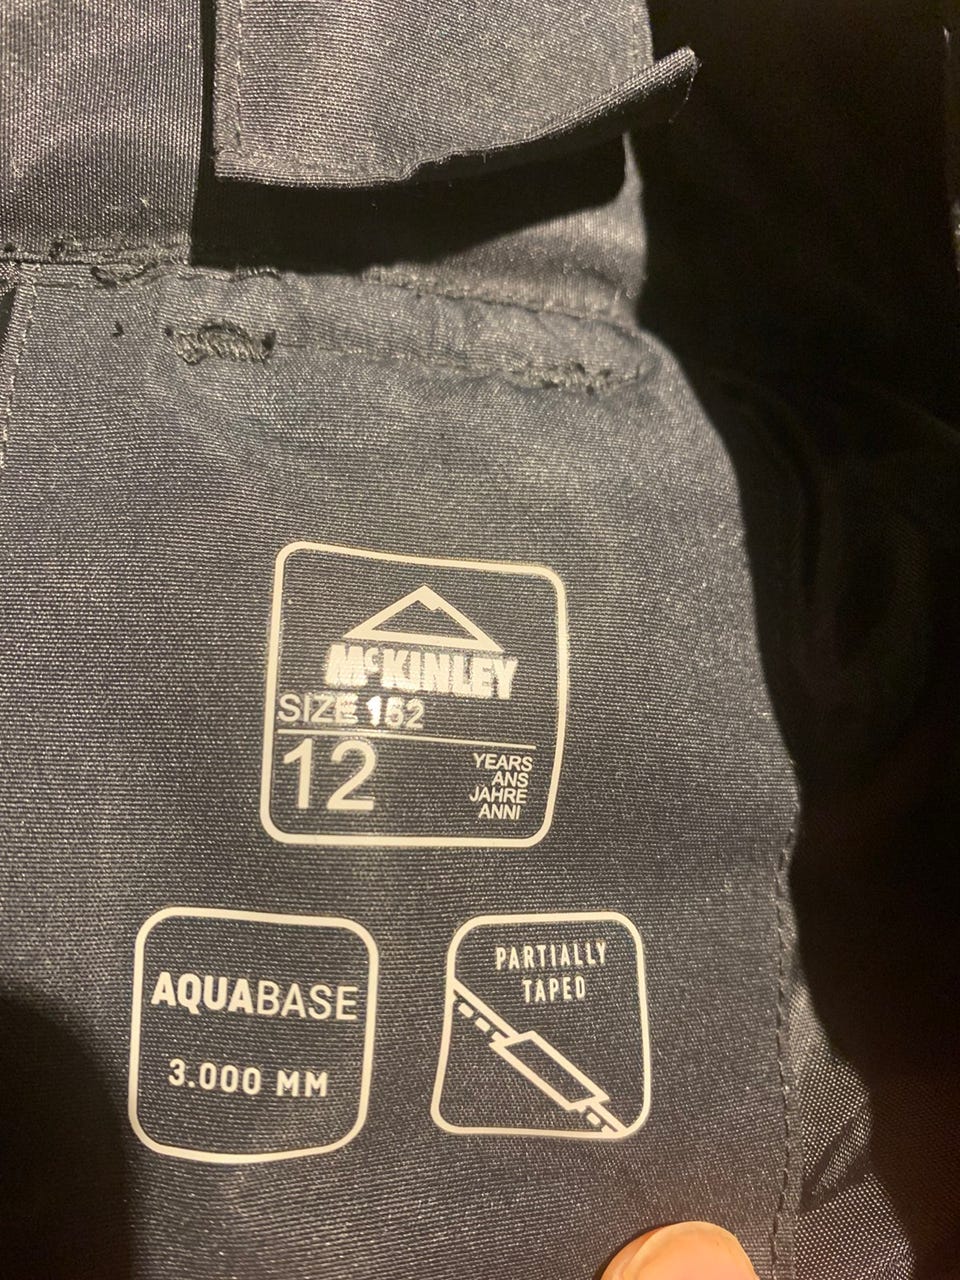 McKINLEY
SIZE 152
12
YEARS
ANS
JAHRE
ANNI
AQUABASE
3.000 MM
PARTIALLY
TAPED